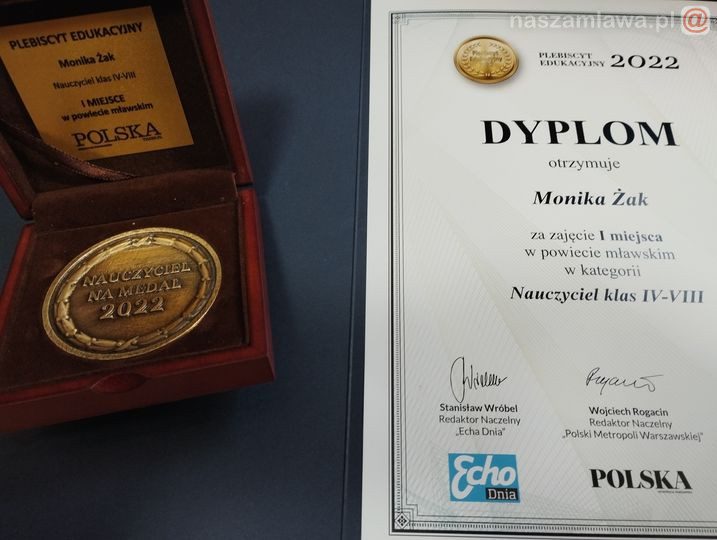 PLEBISCYT EDUKACYJNY
Monika Żak
Nauczyciel klas IV-VIII
I MIEJSCE
w powiecie mławskim
POLSKA
NAUCZYCIEL
NA MEDAL
2022
naszamlawa.pl @
PLEBISCYT
EDUKACYJNY 2022
DYPLOM
otrzymuje
Monika Żak
za zajęcie I miejsca
w powiecie mławskim
w kategorii
Nauczyciel klas IV-VIII
Stanisław Wróbel
Redaktor Naczelny
„Echa Dnia”
Wojciech Rogacin
Redaktor Naczelny
„Polski Metropoli Warszawskiej”
Echo
Dnia
POLSKA